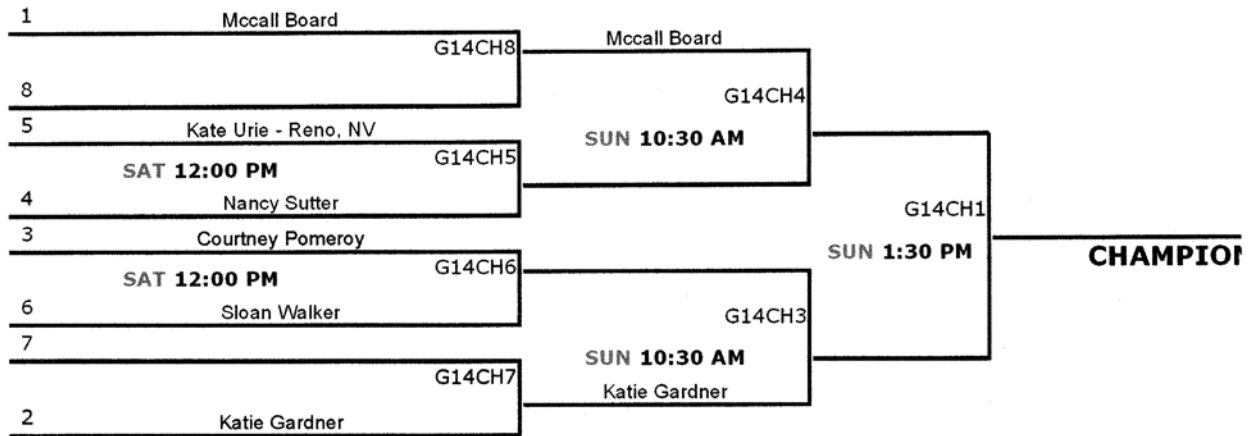 1
Mccall Board
G14CH8
8
Mccall Board
G14CH4
SUN 10:30 AM
5
Kate Urie - Reno, NV
SAT 12:00 PM
G14CH5
4
Nancy Sutter
G14CH1
SUN 1:30 PM
CHAMPION
3
Courtney Pomeroy
SAT 12:00 PM
G14CH6
6
Sloan Walker
G14CH3
SUN 10:30 AM
Katie Gardner
7
G14CH7
2
Katie Gardner